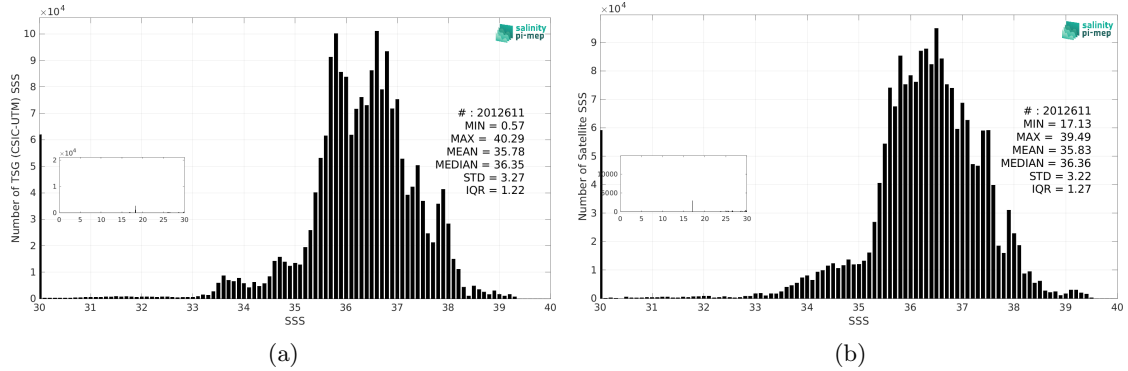 ×10^4
salinity
pi-mep
Number of TSG (CSIC-UTM) SSS
10
9
8
7
6
5
4
3
2
1
0
# : 2012611
MIN = 0.57
MAX = 40.29
MEAN = 35.78
MEDIAN = 36.35
STD = 3.27
IQR = 1.22
×10^4
2
1
0
0 5 10 15 20 25 30
30 31 32 33 34 35 36 37 38 39 40
SSS
(a)
×10^4
salinity
pi-mep
Number of Satellite SSS
9
8
7
6
5
4
3
2
1
0
# : 2012611
MIN = 17.13
MAX = 39.49
MEAN = 35.83
MEDIAN = 36.36
STD = 3.22
IQR = 1.27
10000
5000
0
0 5 10 15 20 25 30
30 31 32 33 34 35 36 37 38 39 40
SSS
(b)